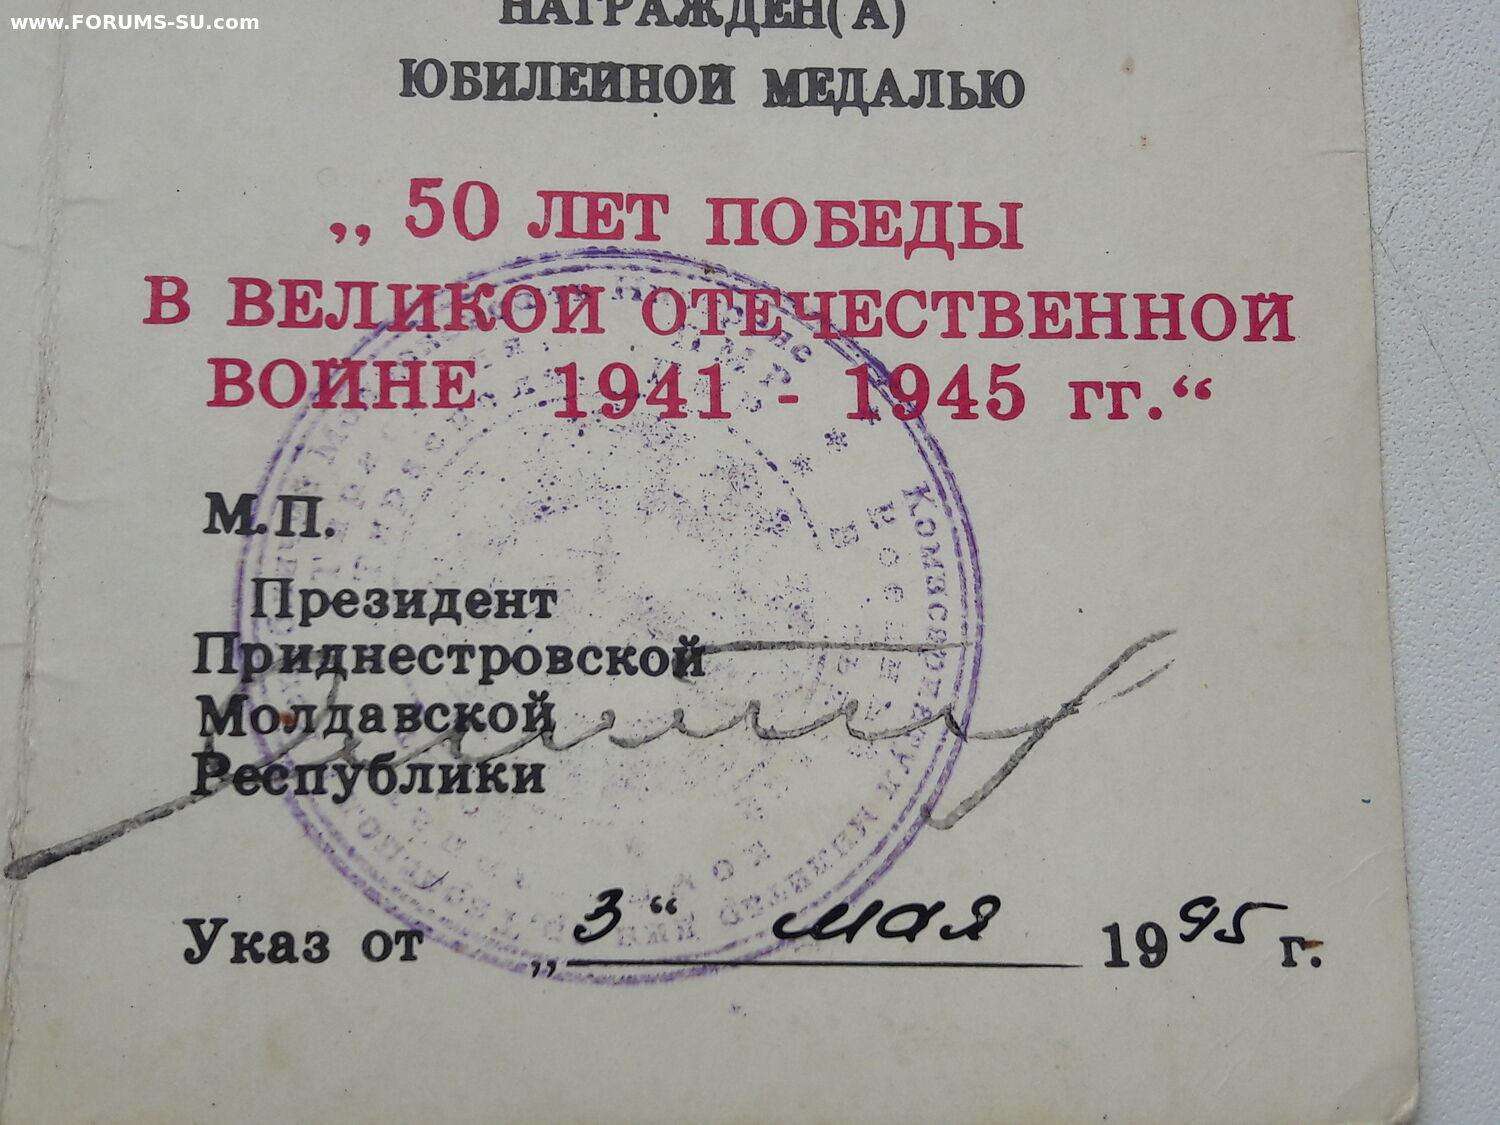 www.FORUMS-SU.com
НАГРАЖДЕН(А)
ЮБИЛЕЙНОЙ МЕДАЛЬЮ
„ 50 ЛЕТ ПОБЕДЫ
В ВЕЛИКОЙ ОТЕЧЕСТВЕННОЙ
ВОЙНЕ 1941 - 1945 гг.“
М.П.
Президент
Приднестровской
Молдавской
Республики
Указ от „ 3 “ мая 1995 г.